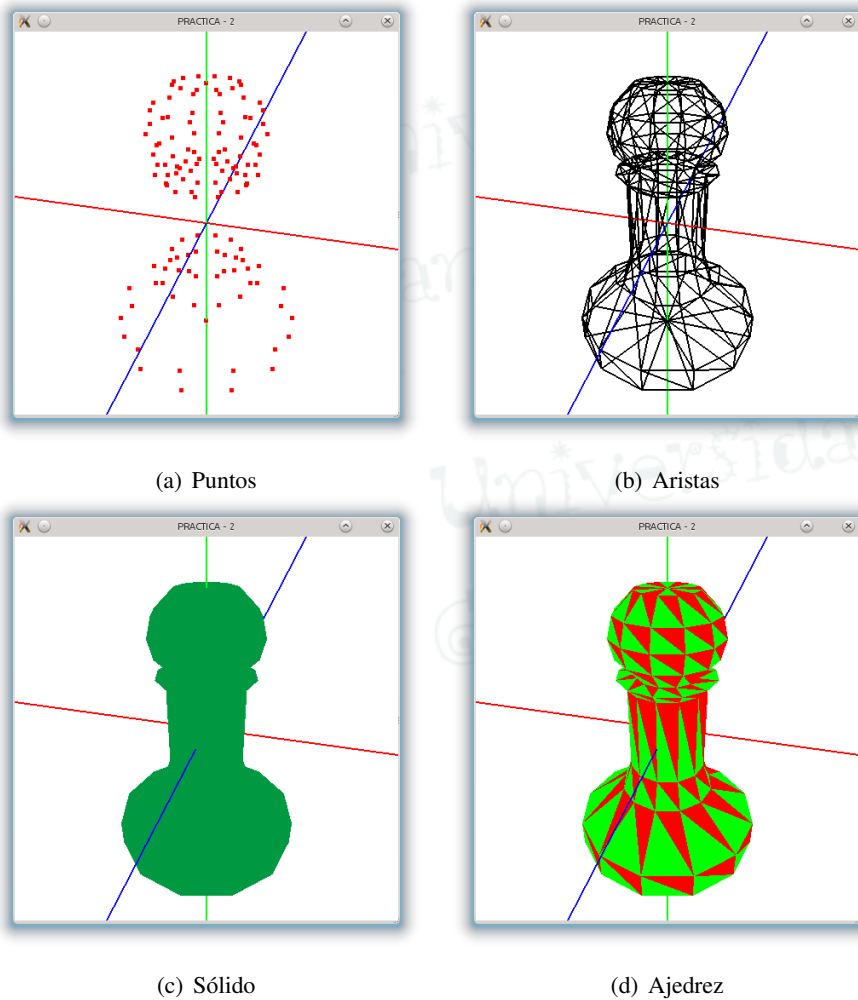 PRACTICA - 2
PRACTICA - 2
(a) Puntos
(b) Aristas
PRACTICA - 2
PRACTICA - 2
(c) Sólido
(d) Ajedrez